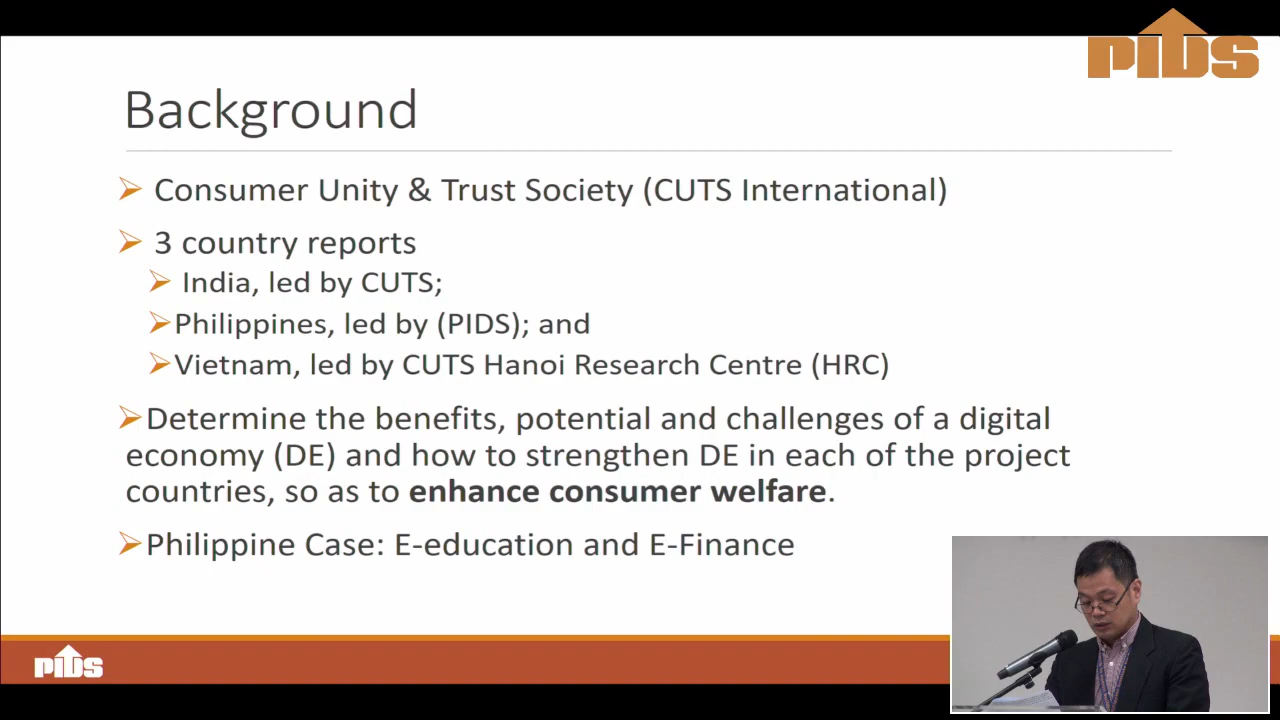 PIDS
Background
Consumer Unity & Trust Society (CUTS International)
3 country reports
India, led by CUTS;
Philippines, led by (PIDS); and
Vietnam, led by CUTS Hanoi Research Centre (HRC)
Determine the benefits, potential and challenges of a digital
economy (DE) and how to strengthen DE in each of the project
countries, so as to enhance consumer welfare.
Philippine Case: E-education and E-Finance
PIDS